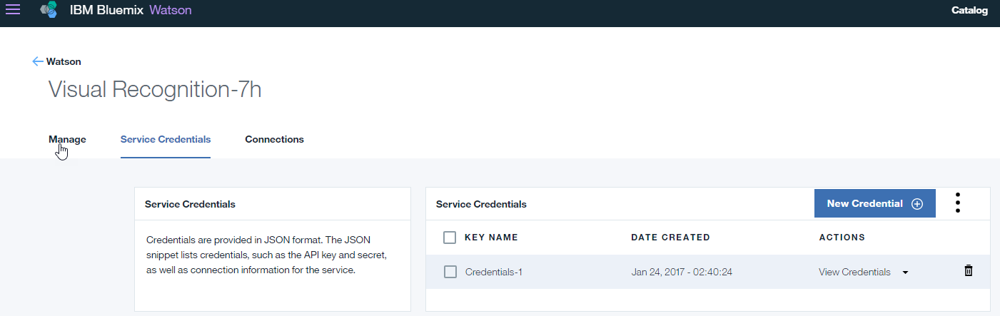 IBM Bluemix Watson
Catalog
Watson
Visual Recognition-7h
Manage
Service Credentials
Connections
Service Credentials
Credentials are provided in JSON format. The JSON
snippet lists credentials, such as the API key and secret,
as well as connection information for the service.
Service Credentials
New Credential
KEY NAME
DATE CREATED
ACTIONS
Credentials-1
Jan 24, 2017 - 02:40:24
View Credentials